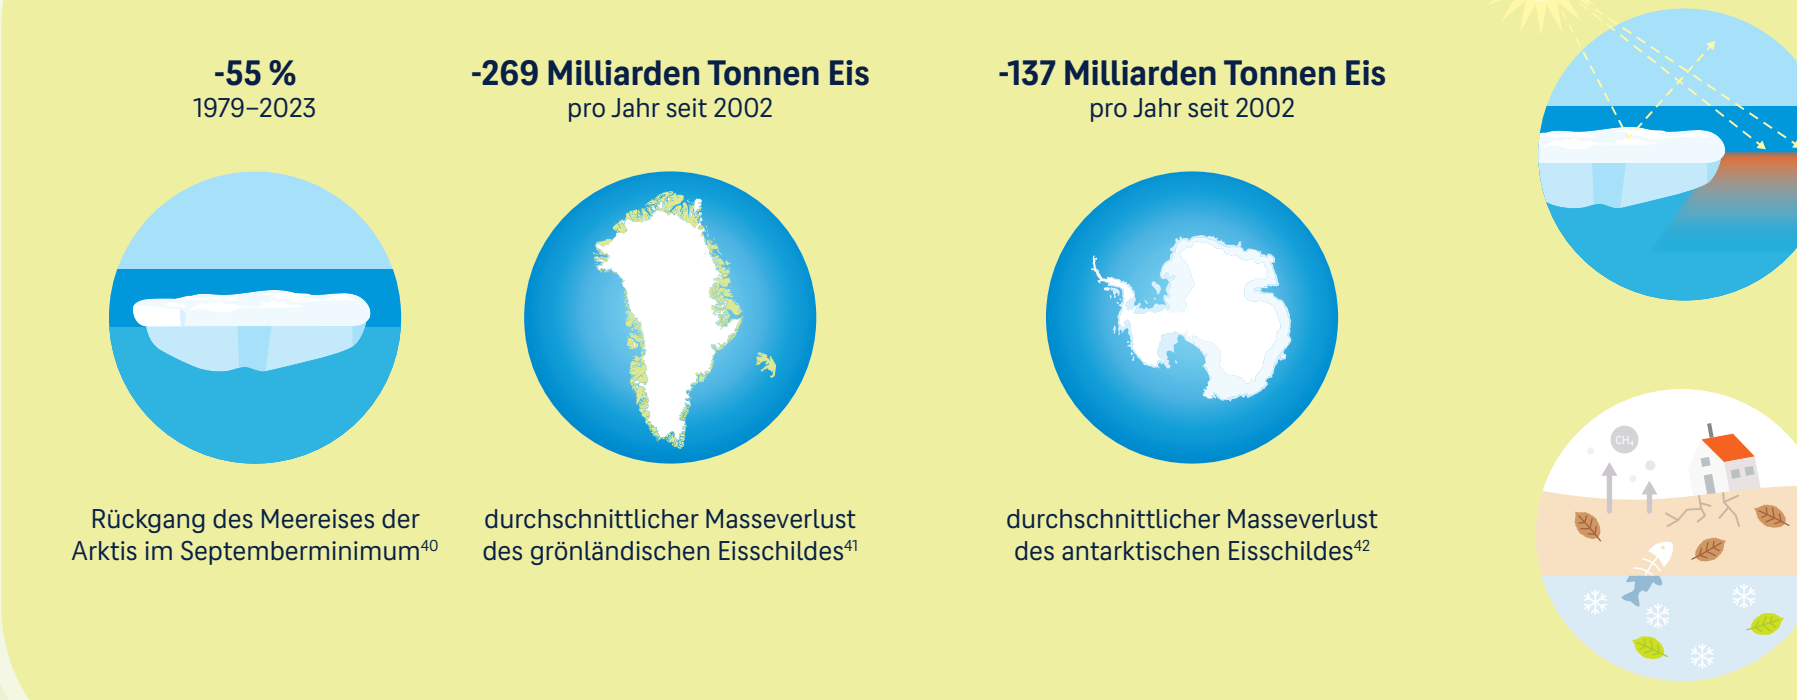 -55 %
1979–2023
-269 Milliarden Tonnen Eis
pro Jahr seit 2002
-137 Milliarden Tonnen Eis
pro Jahr seit 2002
Rückgang des Meereises der
Arktis im Septemberminimum⁴⁰
durchschnittlicher Masseverlust
des grönländischen Eisschildes⁴¹
durchschnittlicher Masseverlust
des antarktischen Eisschildes⁴²
CH₄